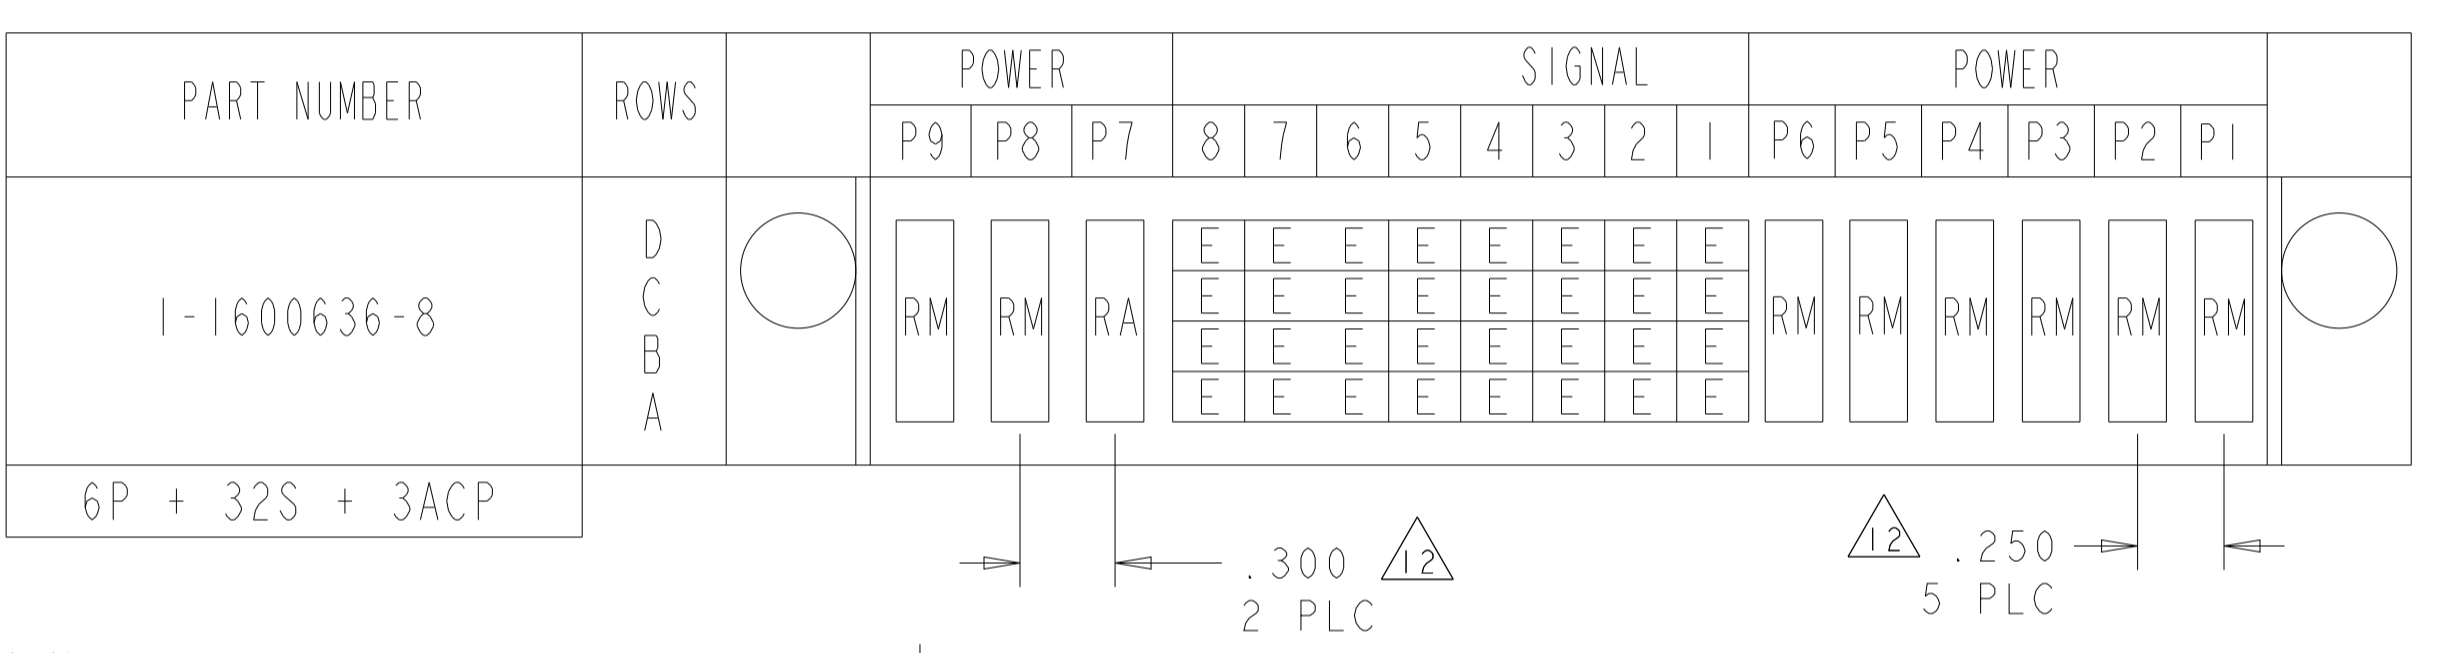 PART NUMBER ROWS POWER SIGNAL POWER
P9 P8 P7 8 7 6 5 4 3 2 1 P6 P5 P4 P3 P2 P1
D E E E E E E E E
C E E E E E E E E
1-1600636-8 RM RM RA RM RM RM RM RM RM
B E E E E E E E E
A E E E E E E E E
6P + 32S + 3ACP
.300 12
2 PLC
12 .250
5 PLC